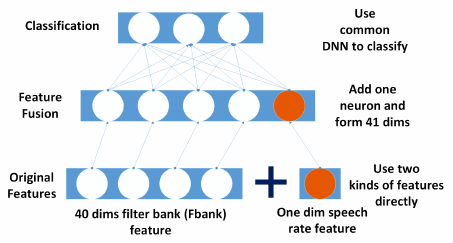 Classification
Use
common
DNN to classify
Feature
Fusion
Add one
neuron and
form 41 dims
Original
Features
+
Use two
kinds of features
directly
40 dims filter bank (Fbank)
feature
One dim speech
rate feature